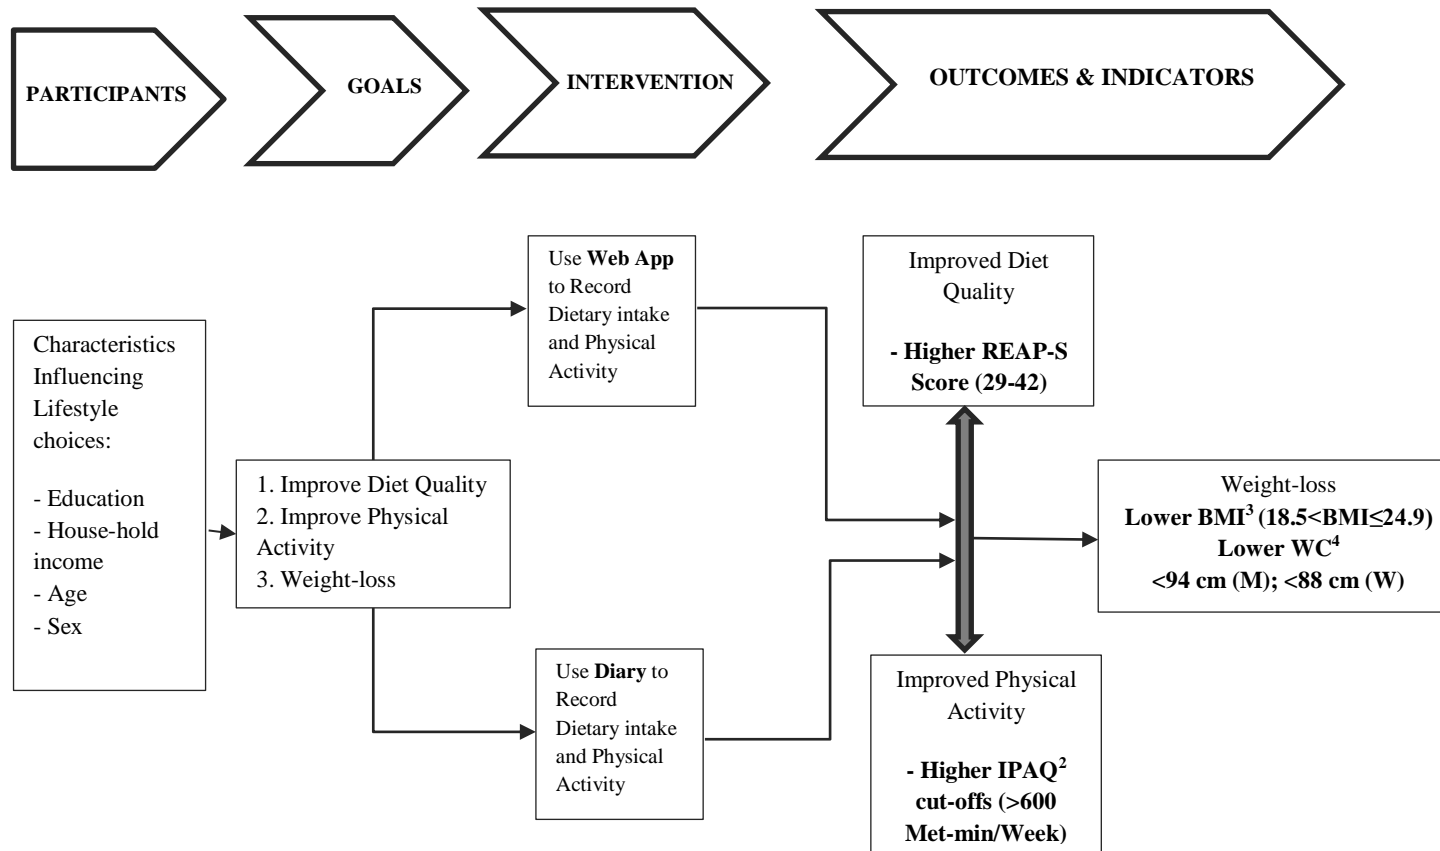 PARTICIPANTS
GOALS
INTERVENTION
OUTCOMES & INDICATORS
Characteristics
Influencing
Lifestyle
choices:
- Education
- House-hold
income
- Age
- Sex
1. Improve Diet Quality
2. Improve Physical
Activity
3. Weight-loss
Use Web App
to Record
Dietary intake
and Physical
Activity
Use Diary to
Record
Dietary intake
and Physical
Activity
Improved Diet
Quality
- Higher REAP-S
Score (29-42)
Improved Physical
Activity
- Higher IPAQ²
cut-offs (>600
Met-min/Week)
Weight-loss
Lower BMI³ (18.5<BMI≤24.9)
Lower WC⁴
<94 cm (M); <88 cm (W)